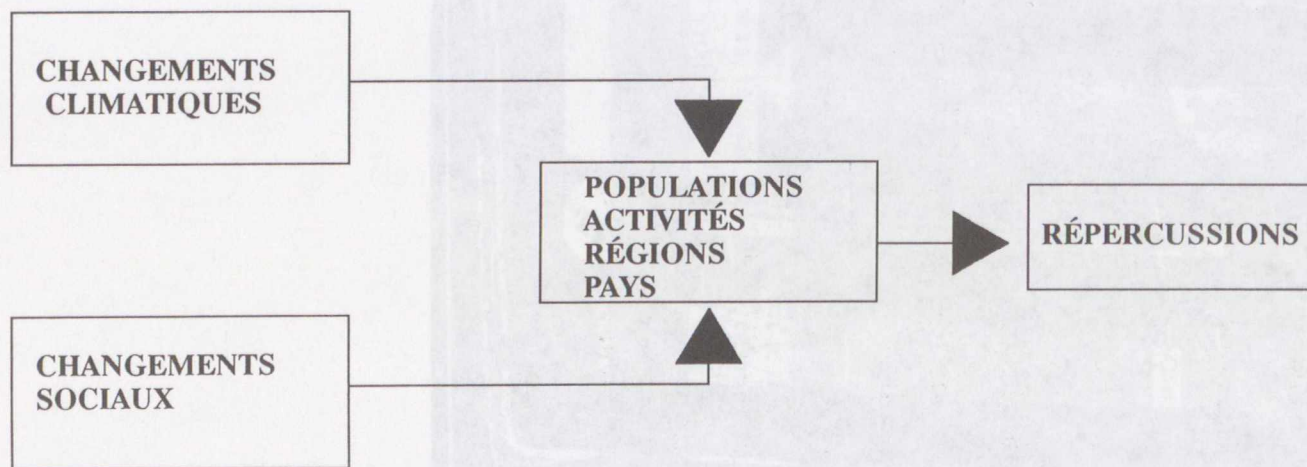 CHANGEMENTS
CLIMATIQUES
POPULATIONS
ACTIVITÉS
RÉGIONS
PAYS
RÉPERCUSSIONS
CHANGEMENTS
SOCIAUX